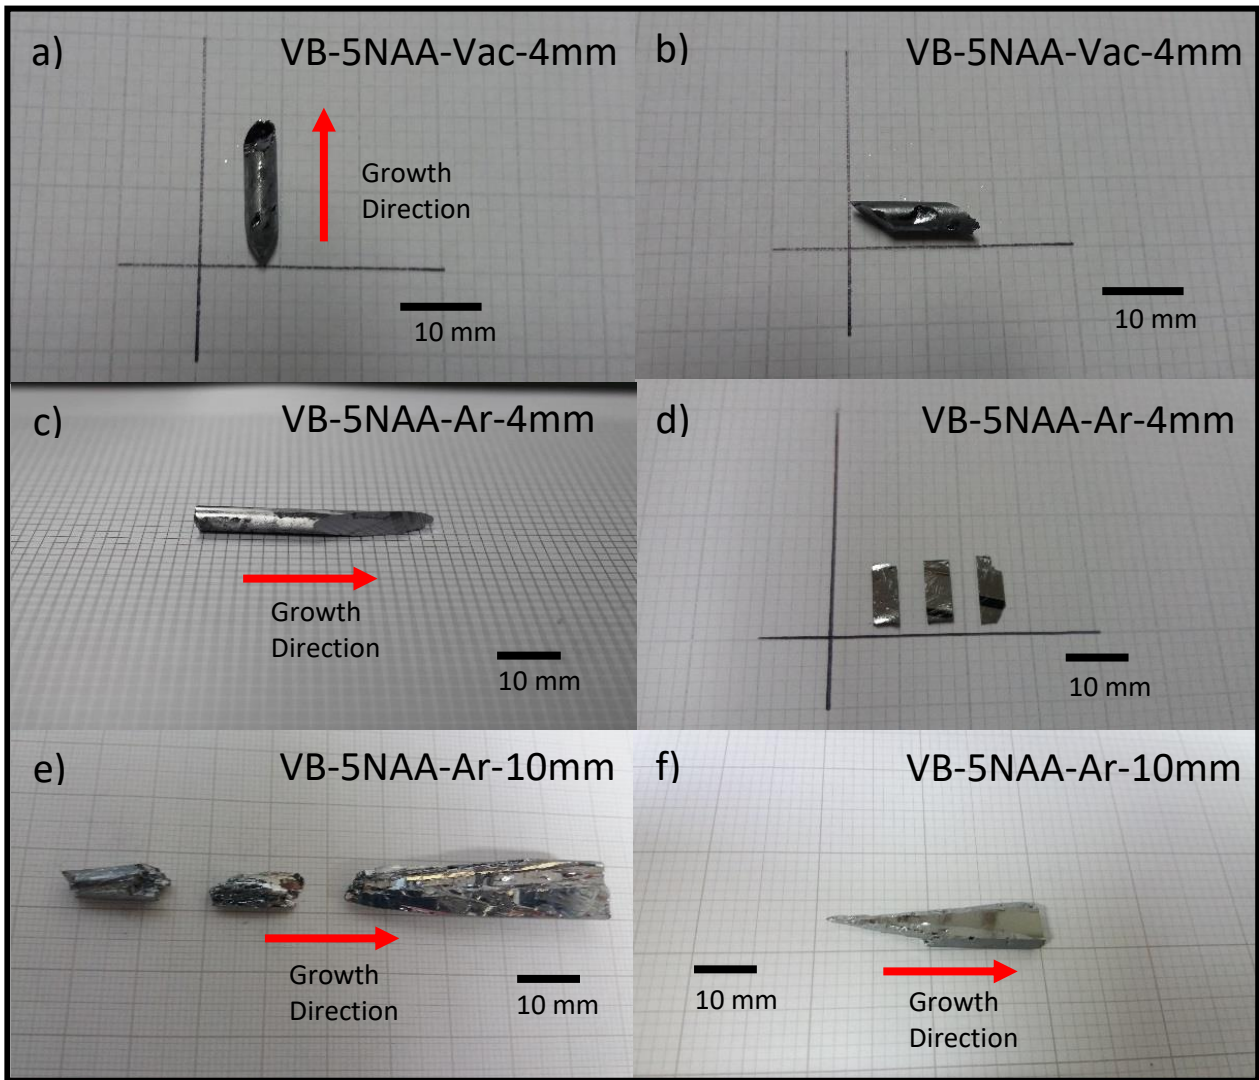 a)
VB-5NAA-Vac-4mm
Growth
Direction
10 mm
b)
VB-5NAA-Vac-4mm
10 mm
c)
VB-5NAA-Ar-4mm
Growth
Direction
10 mm
d)
VB-5NAA-Ar-4mm
10 mm
e)
VB-5NAA-Ar-10mm
Growth
Direction
10 mm
f)
VB-5NAA-Ar-10mm
10 mm
Growth
Direction